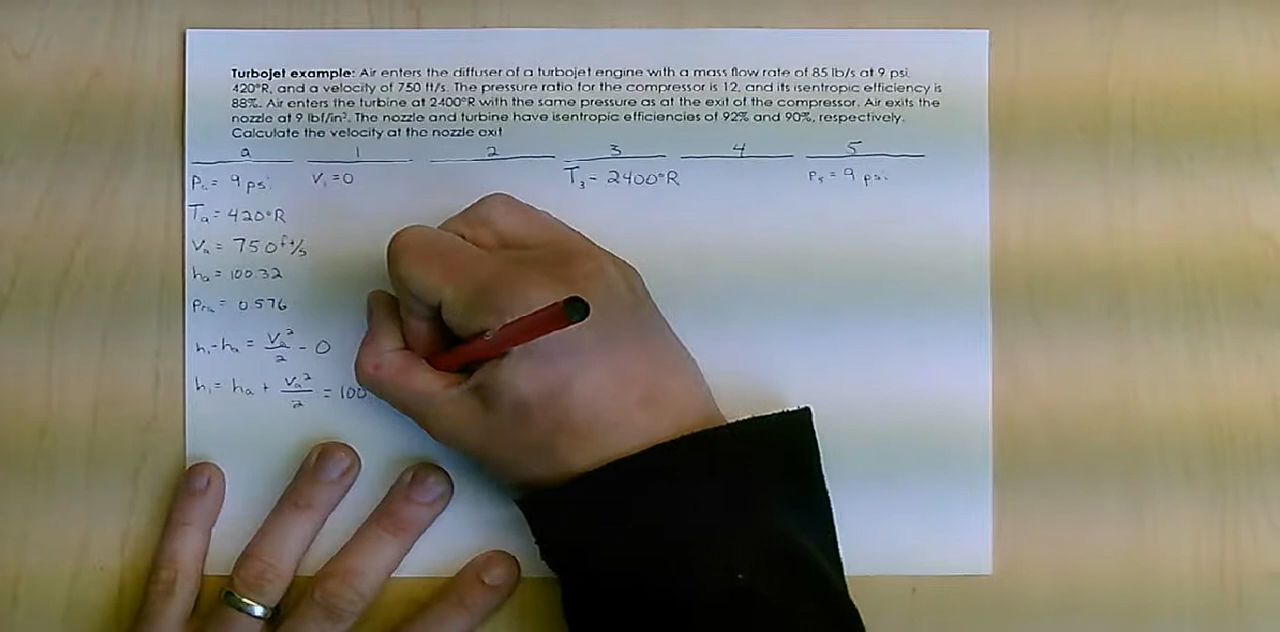 Turbojet example: Air enters the diffuser of a turbojet engine with a mass flow rate of 85 lb/s at 9 psi,
420°R, and a velocity of 750 ft/s. The pressure ratio for the compressor is 12, and its isentropic efficiency is
88%. Air enters the turbine at 2400°R with the same pressure as at the exit of the compressor. Air exits the
nozzle at 9 lbf/in². The nozzle and turbine have isentropic efficiencies of 92% and 90%, respectively.
Calculate the velocity at the nozzle exit
a 1 2 3 4 5
Pa = 9 psi V₁ = 0 T₃ = 2400°R P₅ = 9 psi
Ta = 420°R
Va = 750 ft/s
ha = 100.32
Pra = 0.576
h₁-ha = Va²/2 - 0
h₁ = ha + Va²/2 = 100